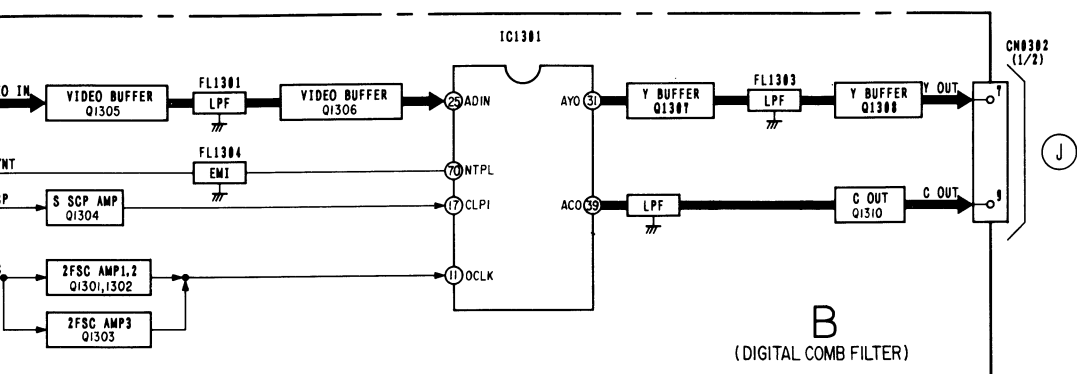 IC1301
CN0302
(1/2)
O IN
VIDEO BUFFER
Q1305
FL1301
LPF
VIDEO BUFFER
Q1306
25 ADIN
AYO 31
Y BUFFER
Q1307
FL1303
LPF
Y BUFFER
Q1308
Y OUT
7
J
YNT
FL1304
EMI
70 NTPL
SP
S SCP AMP
Q1304
17 CLPI
ACO 39
LPF
C OUT
Q1310
C OUT
9
2FSC AMP1,2
Q1301,1302
11 OCLK
2FSC AMP3
Q1303
B
(DIGITAL COMB FILTER)